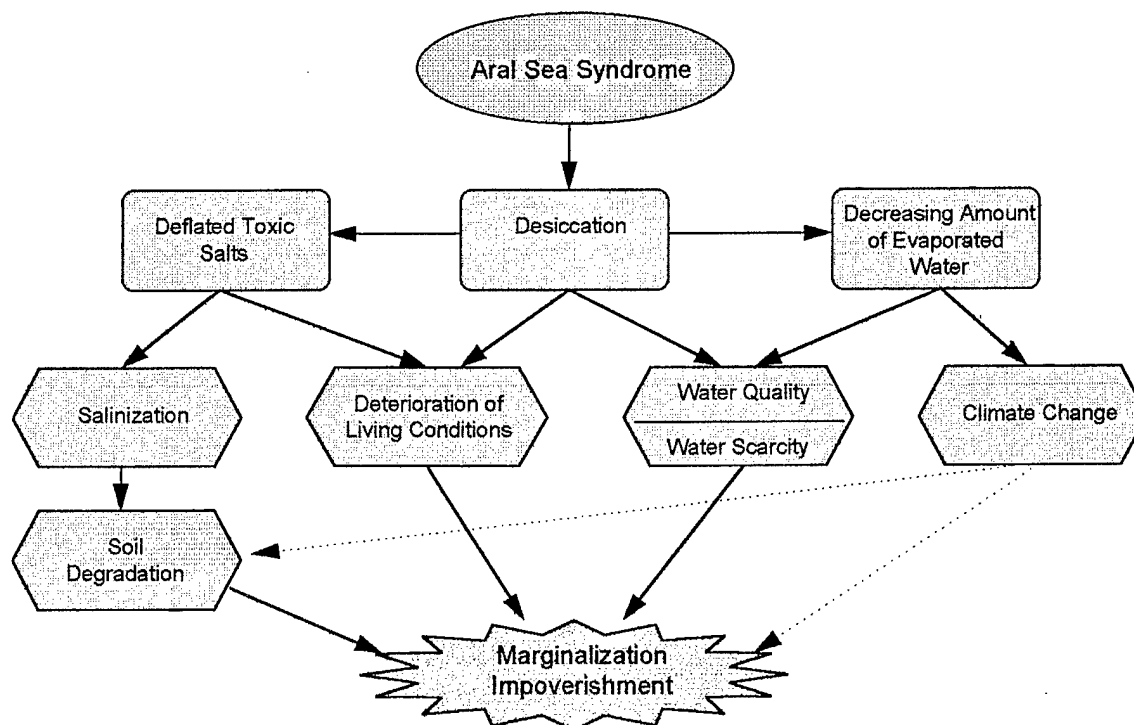 Aral Sea Syndrome
Deflated Toxic
Salts
Desiccation
Decreasing Amount
of Evaporated
Water
Salinization
Deterioration of
Living Conditions
Water Quality
Water Scarcity
Climate Change
Soil
Degradation
Marginalization
Impoverishment